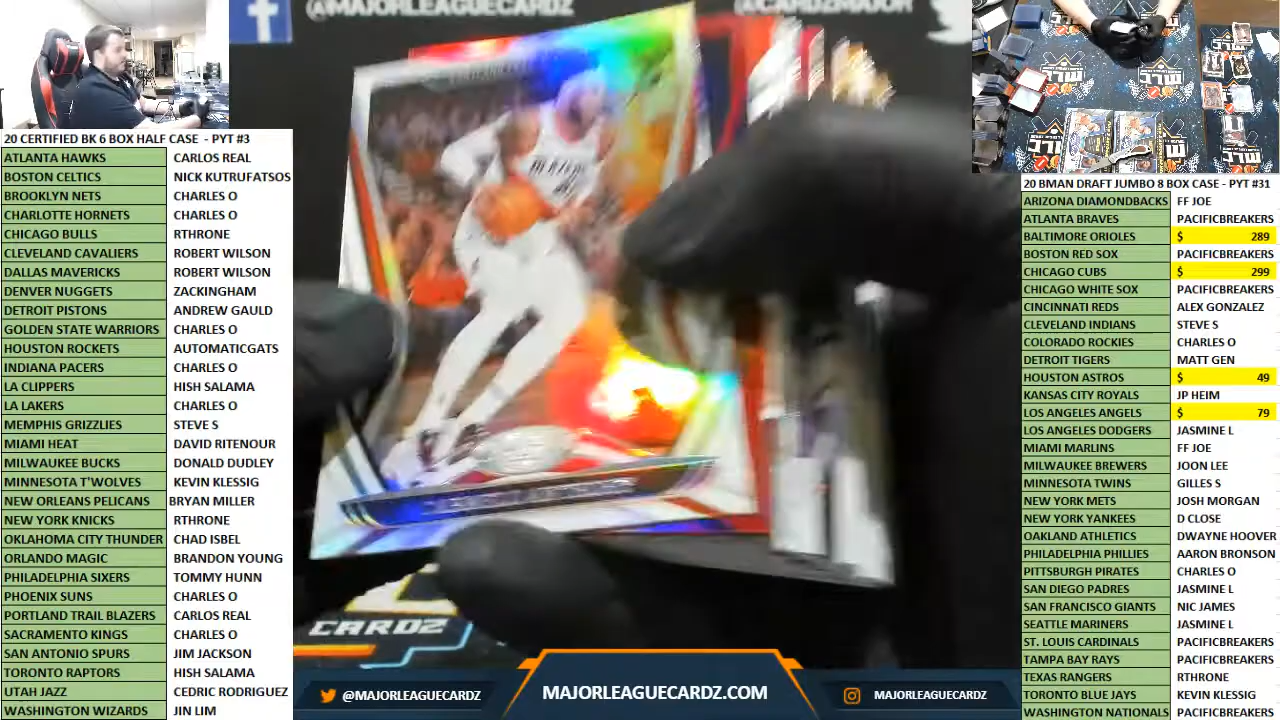 @MAJORLEAGUECARDZ
@CARDZMAJOR
20 CERTIFIED BK 6 BOX HALF CASE - PYT #3
ATLANTA HAWKS CARLOS REAL
BOSTON CELTICS NICK KUTRUFATSOS
BROOKLYN NETS CHARLES O
CHARLOTTE HORNETS CHARLES O
CHICAGO BULLS RTHRONE
CLEVELAND CAVALIERS ROBERT WILSON
DALLAS MAVERICKS ROBERT WILSON
DENVER NUGGETS ZACKINGHAM
DETROIT PISTONS ANDREW GAULD
GOLDEN STATE WARRIORS CHARLES O
HOUSTON ROCKETS AUTOMATICGATS
INDIANA PACERS CHARLES O
LA CLIPPERS HISH SALAMA
LA LAKERS CHARLES O
MEMPHIS GRIZZLIES STEVE S
MIAMI HEAT DAVID RITENOUR
MILWAUKEE BUCKS DONALD DUDLEY
MINNESOTA T'WOLVES KEVIN KLESSIG
NEW ORLEANS PELICANS BRYAN MILLER
NEW YORK KNICKS RTHRONE
OKLAHOMA CITY THUNDER CHAD ISBEL
ORLANDO MAGIC BRANDON YOUNG
PHILADELPHIA SIXERS TOMMY HUNN
PHOENIX SUNS CHARLES O
PORTLAND TRAIL BLAZERS CARLOS REAL
SACRAMENTO KINGS CHARLES O
SAN ANTONIO SPURS JIM JACKSON
TORONTO RAPTORS HISH SALAMA
UTAH JAZZ CEDRIC RODRIGUEZ
WASHINGTON WIZARDS JIN LIM
CARDZ
@MAJORLEAGUECARDZ
MAJORLEAGUECARDZ.COM
MAJORLEAGUECARDZ
20 BMAN DRAFT JUMBO 8 BOX CASE - PYT #31
ARIZONA DIAMONDBACKS FF JOE
ATLANTA BRAVES PACIFICBREAKERS
BALTIMORE ORIOLES $ 289
BOSTON RED SOX PACIFICBREAKERS
CHICAGO CUBS $ 299
CHICAGO WHITE SOX PACIFICBREAKERS
CINCINNATI REDS ALEX GONZALEZ
CLEVELAND INDIANS STEVE S
COLORADO ROCKIES CHARLES O
DETROIT TIGERS MATT GEN
HOUSTON ASTROS $ 49
KANSAS CITY ROYALS JP HEIM
LOS ANGELES ANGELS $ 79
LOS ANGELES DODGERS JASMINE L
MIAMI MARLINS FF JOE
MILWAUKEE BREWERS JOON LEE
MINNESOTA TWINS GILLES S
NEW YORK METS JOSH MORGAN
NEW YORK YANKEES D CLOSE
OAKLAND ATHLETICS DWAYNE HOOVER
PHILADELPHIA PHILLIES AARON BRONSON
PITTSBURGH PIRATES CHARLES O
SAN DIEGO PADRES JASMINE L
SAN FRANCISCO GIANTS NIC JAMES
SEATTLE MARINERS JASMINE L
ST. LOUIS CARDINALS PACIFICBREAKERS
TAMPA BAY RAYS PACIFICBREAKERS
TEXAS RANGERS RTHRONE
TORONTO BLUE JAYS KEVIN KLESSIG
WASHINGTON NATIONALS PACIFICBREAKERS